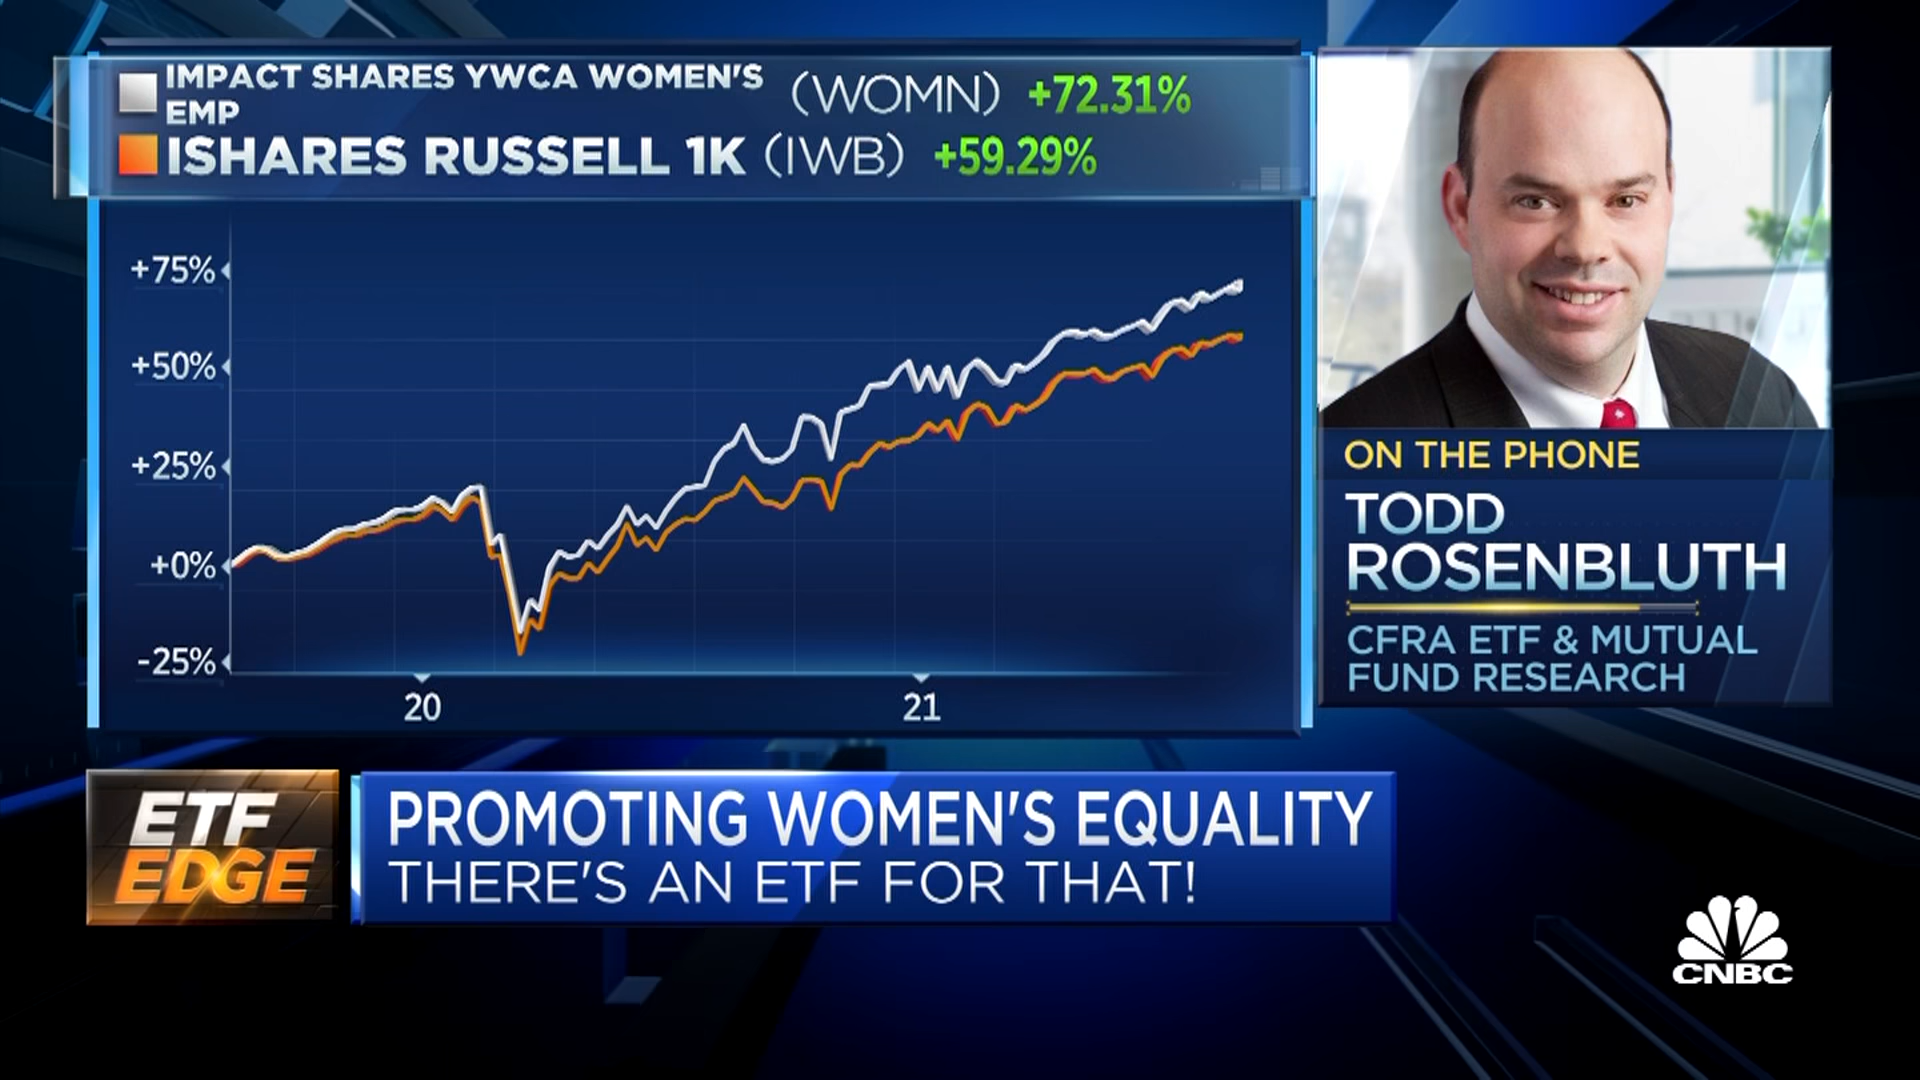 IMPACT SHARES YWCA WOMEN'S
EMP
(WOMN) +72.31%
ISHARES RUSSELL 1K (IWB) +59.29%
+75%
+50%
+25%
+0%
-25%
20
21
ON THE PHONE
TODD
ROSENBLUTH
CFRA ETF & MUTUAL
FUND RESEARCH
ETF
EDGE
PROMOTING WOMEN'S EQUALITY
THERE'S AN ETF FOR THAT!
CNBC